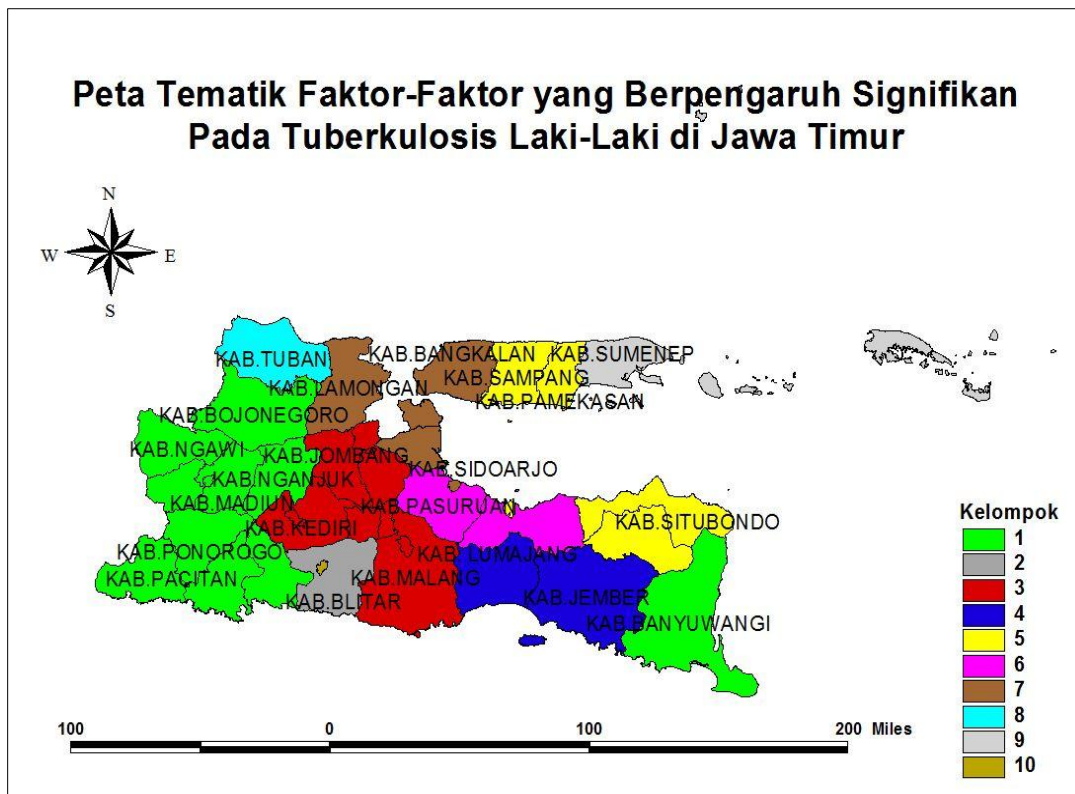 Peta Tematik Faktor-Faktor yang Berpengaruh Signifikan
Pada Tuberkulosis Laki-Laki di Jawa Timur
N
W
E
S
KAB.TUBAN
KAB.BANGKALAN
KAB.SUMENEP
KAB.LAMONGAN
KAB.SAMPANG
KAB.PAMEKASAN
KAB.BOJONEGORO
KAB.NGAWI
KAB.JOMBANG
KAB.SIDOARJO
KAB.NGANJUK
KAB.MADIUN
KAB.PASURUAN
KAB.KEDIRI
KAB.SITUBONDO
KAB.PONOROGO
KAB.LUMAJANG
KAB.PACITAN
KAB.MALANG
KAB.BLITAR
KAB.JEMBER
KAB.BANYUWANGI
Kelompok
1
2
3
4
5
6
7
8
9
10
100 0 100 200 Miles